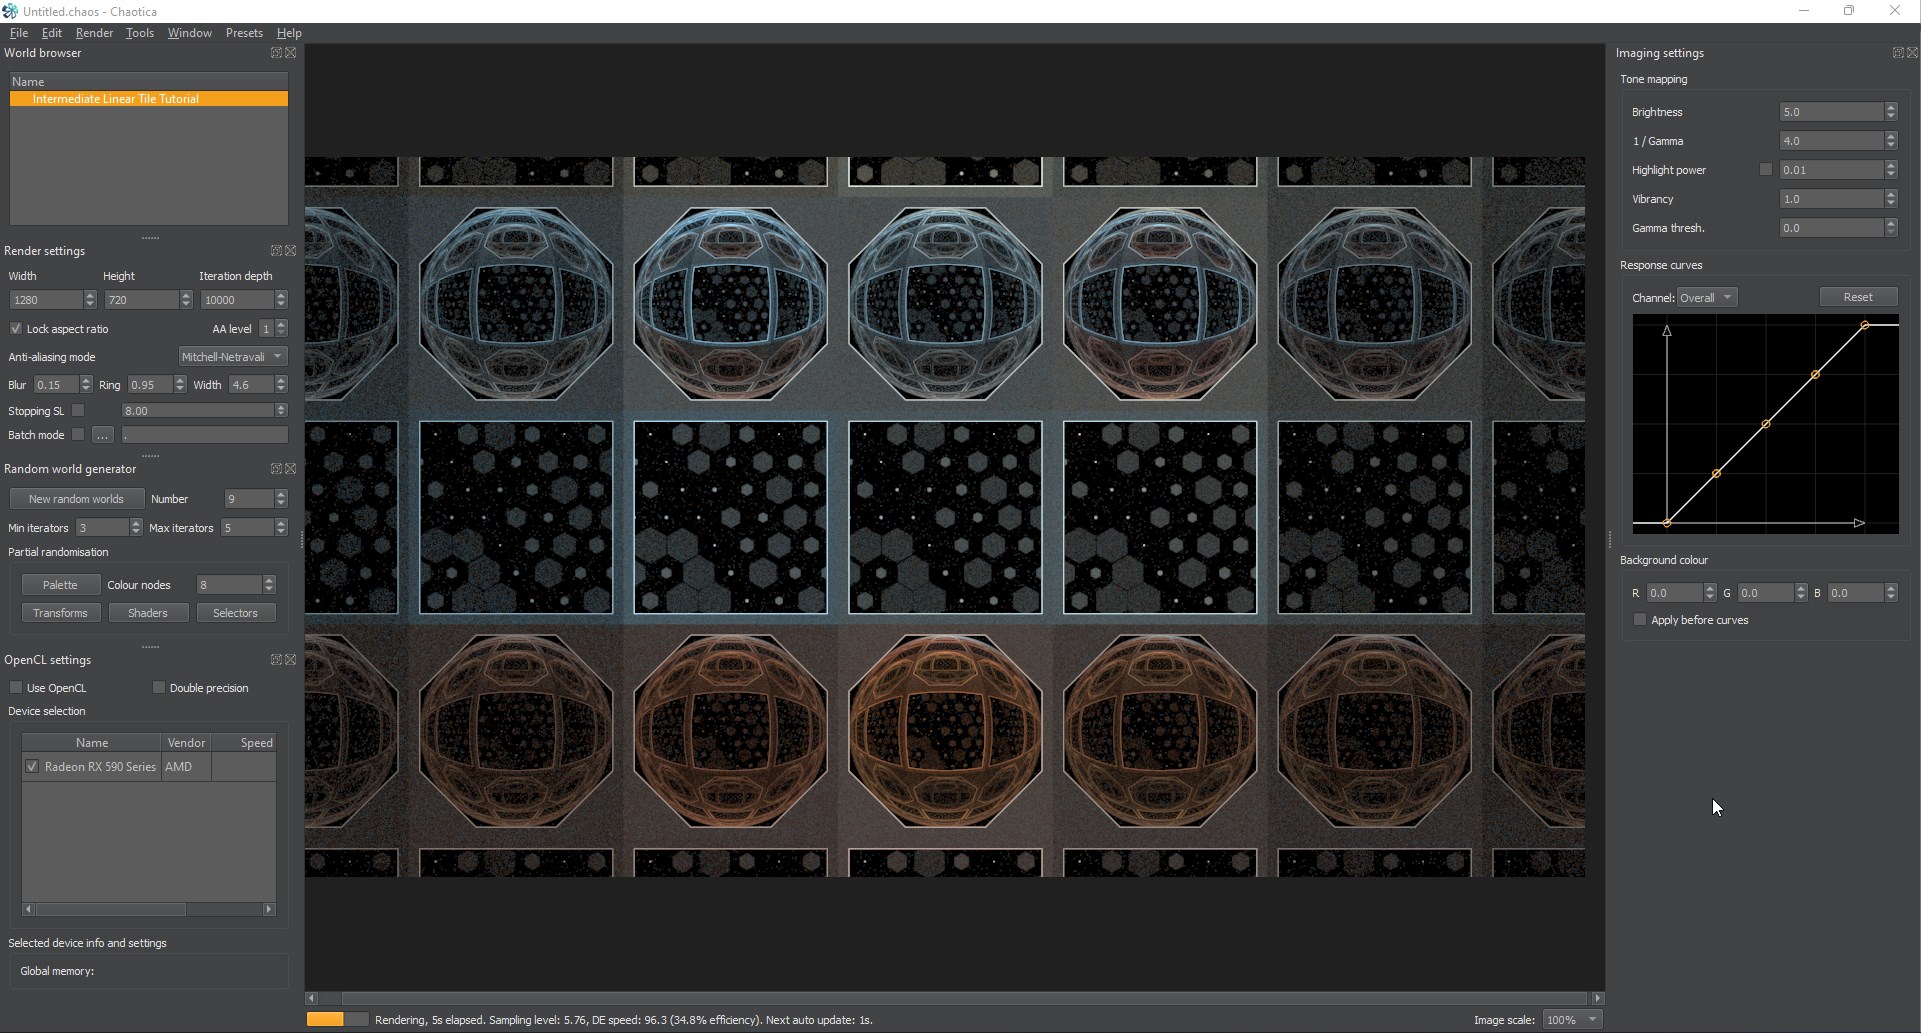 Untitled.chaos - Chaotica
File Edit Render Tools Window Presets Help
World browser
Name
Intermediate Linear Tile Tutorial
Render settings
Width Height Iteration depth
1280 720 10000
Lock aspect ratio AA level 1
Anti-aliasing mode Mitchell-Netravali
Blur 0.15 Ring 0.95 Width 4.6
Stopping SL 8.00
Batch mode ... .
Random world generator
New random worlds Number 9
Min iterators 3 Max iterators 5
Partial randomisation
Palette Colour nodes 8
Transforms Shaders Selectors
OpenCL settings
Use OpenCL Double precision
Device selection
Name Vendor Speed
Radeon RX 590 Series AMD
Selected device info and settings
Global memory:
Rendering, 5s elapsed. Sampling level: 5.76, DE speed: 96.3 (34.8% efficiency). Next auto update: 1s.
Image scale: 100%
Imaging settings
Tone mapping
Brightness 5.0
1 / Gamma 4.0
Highlight power 0.01
Vibrancy 1.0
Gamma thresh. 0.0
Response curves
Channel: Overall Reset
Background colour
R 0.0 G 0.0 B 0.0
Apply before curves